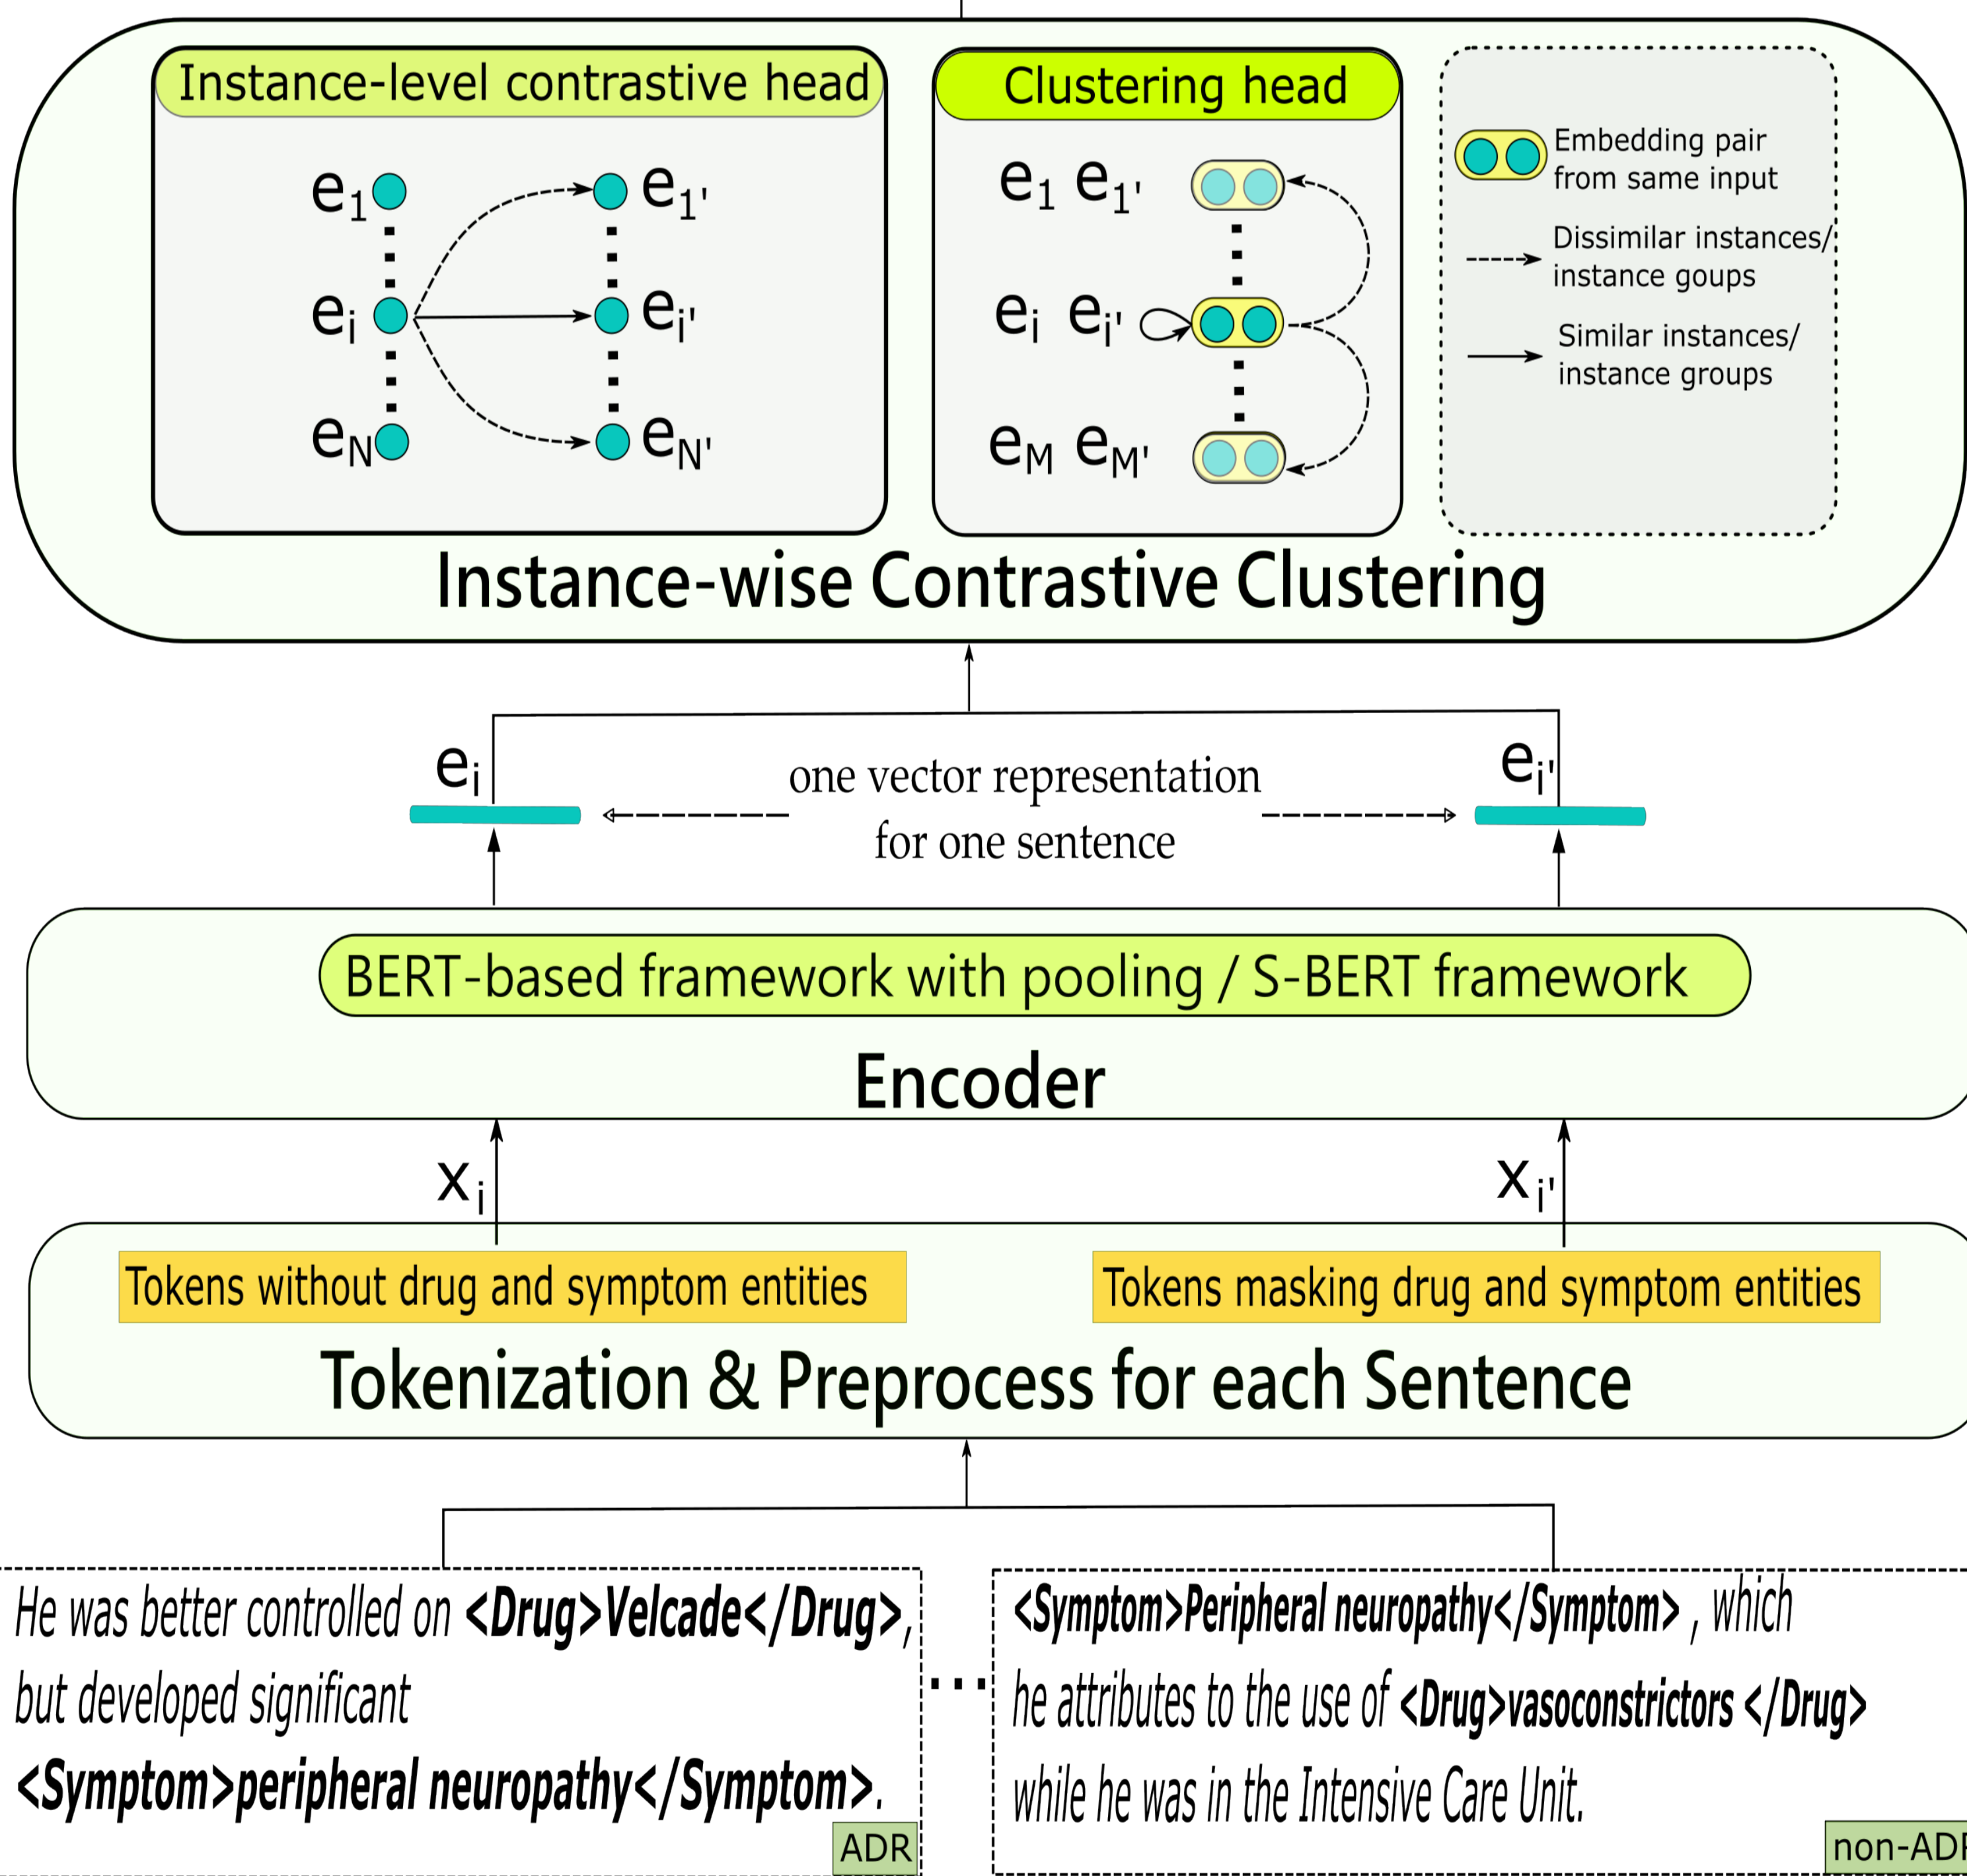 Instance-level contrastive head
e1 e1'
ei ei'
eN eN'
Clustering head
e1 e1'
ei ei'
eM eM'
Embedding pair
from same input
Dissimilar instances/
instance goups
Similar instances/
instance groups
Instance-wise Contrastive Clustering
ei
one vector representation
for one sentence
ei'
BERT-based framework with pooling / S-BERT framework
Encoder
xi
xi'
Tokens without drug and symptom entities
Tokens masking drug and symptom entities
Tokenization & Preprocess for each Sentence
He was better controlled on <Drug>Velcade</Drug>,
but developed significant
<Symptom>peripheral neuropathy</Symptom>.
ADR
...
<Symptom>Peripheral neuropathy</Symptom> , which
he attributes to the use of <Drug>vasoconstrictors </Drug>
while he was in the Intensive Care Unit.
non-ADR